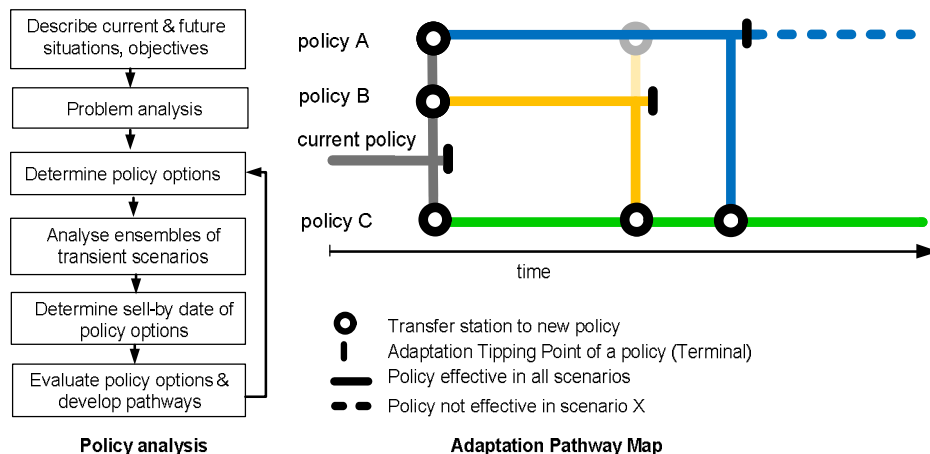 Describe current & future
situations, objectives
Problem analysis
Determine policy options
Analyse ensembles of
transient scenarios
Determine sell-by date of
policy options
Evaluate policy options &
develop pathways
Policy analysis
policy A
policy B
current policy
policy C
time
Transfer station to new policy
Adaptation Tipping Point of a policy (Terminal)
Policy effective in all scenarios
Policy not effective in scenario X
Adaptation Pathway Map